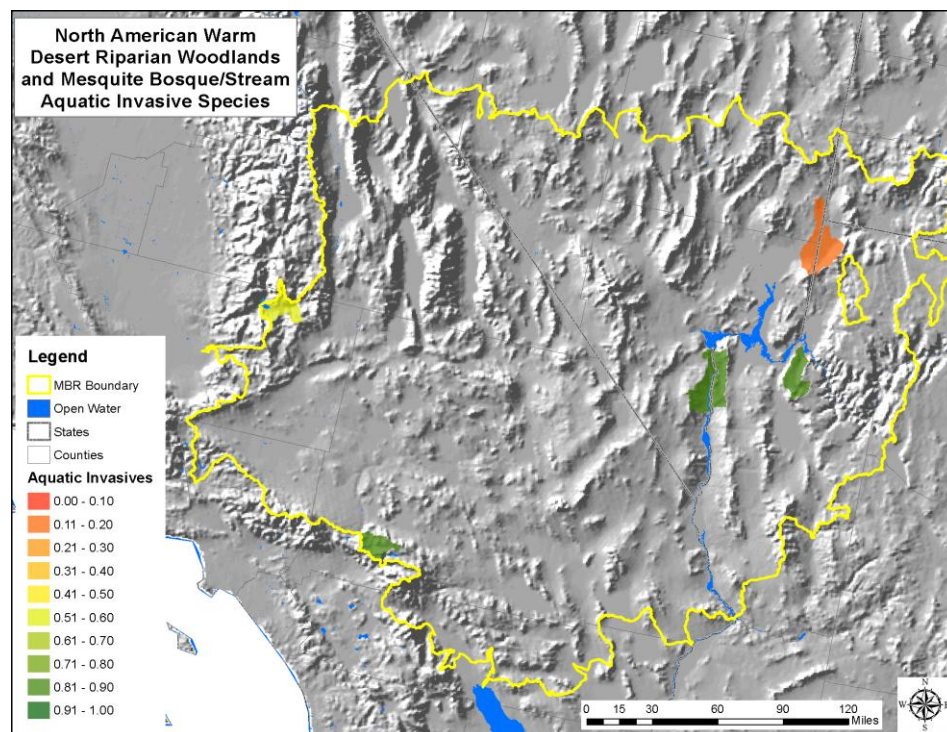 North American Warm
Desert Riparian Woodlands
and Mesquite Bosque/Stream
Aquatic Invasive Species
Legend
MBR Boundary
Open Water
States
Counties
Aquatic Invasives
0.00 - 0.10
0.11 - 0.20
0.21 - 0.30
0.31 - 0.40
0.41 - 0.50
0.51 - 0.60
0.61 - 0.70
0.71 - 0.80
0.81 - 0.90
0.91 - 1.00
0 15 30 60 90 120
Miles
N
W E
S